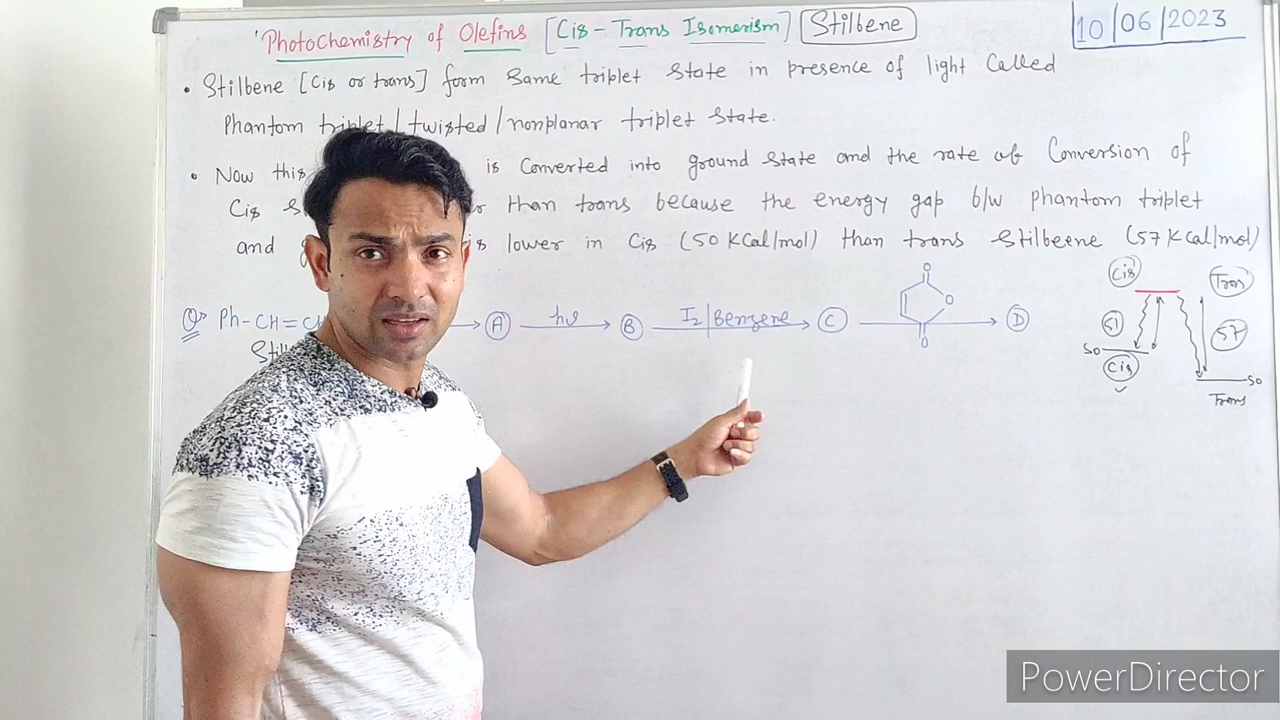 Photochemistry of Olefins [Cis-Trans Isomerism] Stilbene
10/06/2023
• Stilbene [Cis or trans] form same triplet state in presence of light called
Phantom triplet/twisted/nonplanar triplet state.
• Now this is Converted into ground state and the rate of Conversion of
Cis than trans because the energy gap b/w phantom triplet
and lower in Cis (50 KCal/mol) than trans stilbene (57 KCal/mol)
Q> Ph-CH=C → A hν → B I2/Benzene → C O O O → D
Cis Tran
51 57
So Cis So
Trans
PowerDirector